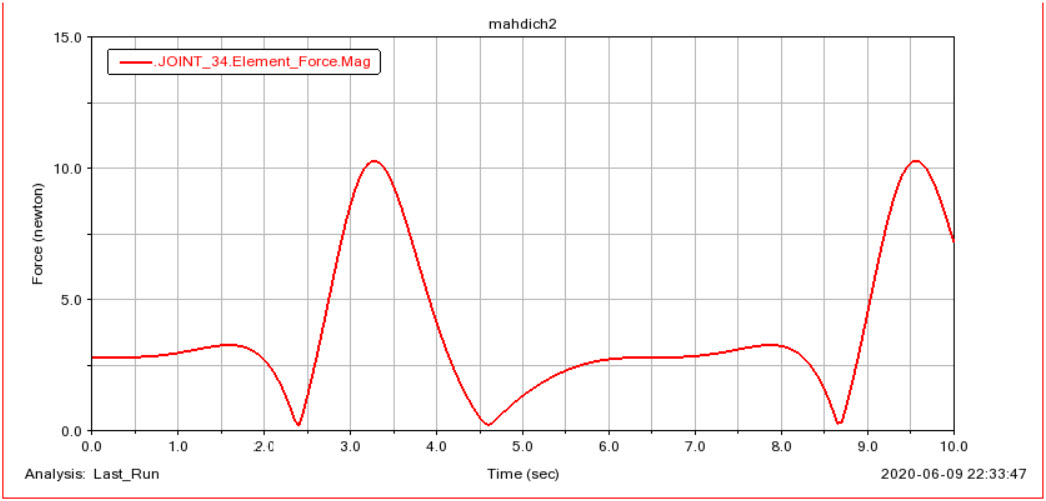 mahdich2
15.0
.JOINT_34.Element_Force.Mag
10.0
Force (newton)
5.0
0.0
0.0 1.0 2.0 3.0 4.0 5.0 6.0 7.0 8.0 9.0 10.0
Analysis: Last_Run Time (sec) 2020-06-09 22:33:47